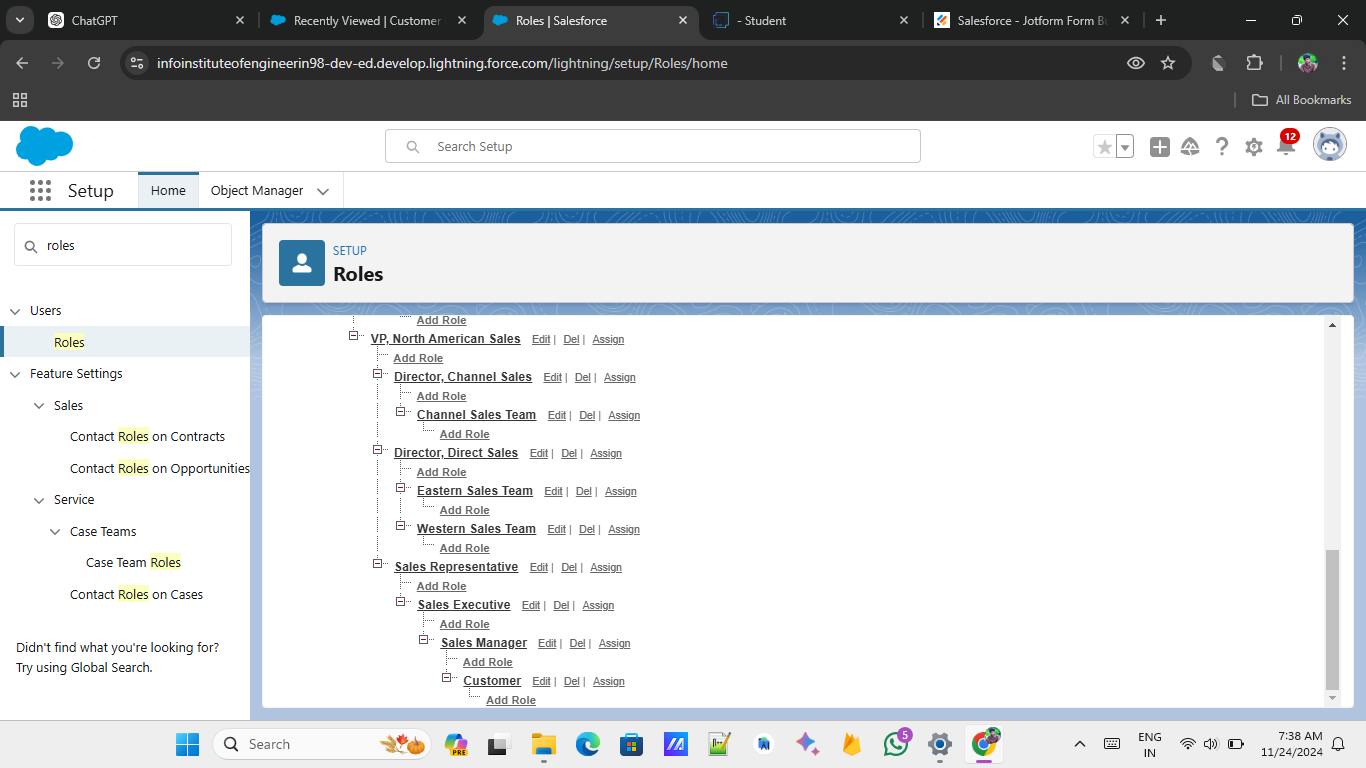 ChatGPT
Recently Viewed | Customer
Roles | Salesforce
- Student
Salesforce - Jotform Form Bu
infoinstituteofengineerin98-dev-ed.develop.lightning.force.com/lightning/setup/Roles/home
All Bookmarks
Search Setup
12
Setup
Home
Object Manager
roles
Users
Roles
Feature Settings
Sales
Contact Roles on Contracts
Contact Roles on Opportunities
Service
Case Teams
Case Team Roles
Contact Roles on Cases
Didn't find what you're looking for?
Try using Global Search.
SETUP
Roles
Add Role
VP, North American Sales Edit | Del | Assign
Add Role
Director, Channel Sales Edit | Del | Assign
Add Role
Channel Sales Team Edit | Del | Assign
Add Role
Director, Direct Sales Edit | Del | Assign
Add Role
Eastern Sales Team Edit | Del | Assign
Add Role
Western Sales Team Edit | Del | Assign
Add Role
Sales Representative Edit | Del | Assign
Add Role
Sales Executive Edit | Del | Assign
Add Role
Sales Manager Edit | Del | Assign
Add Role
Customer Edit | Del | Assign
Add Role
Search
PRE
5
ENG
IN
7:38 AM
11/24/2024